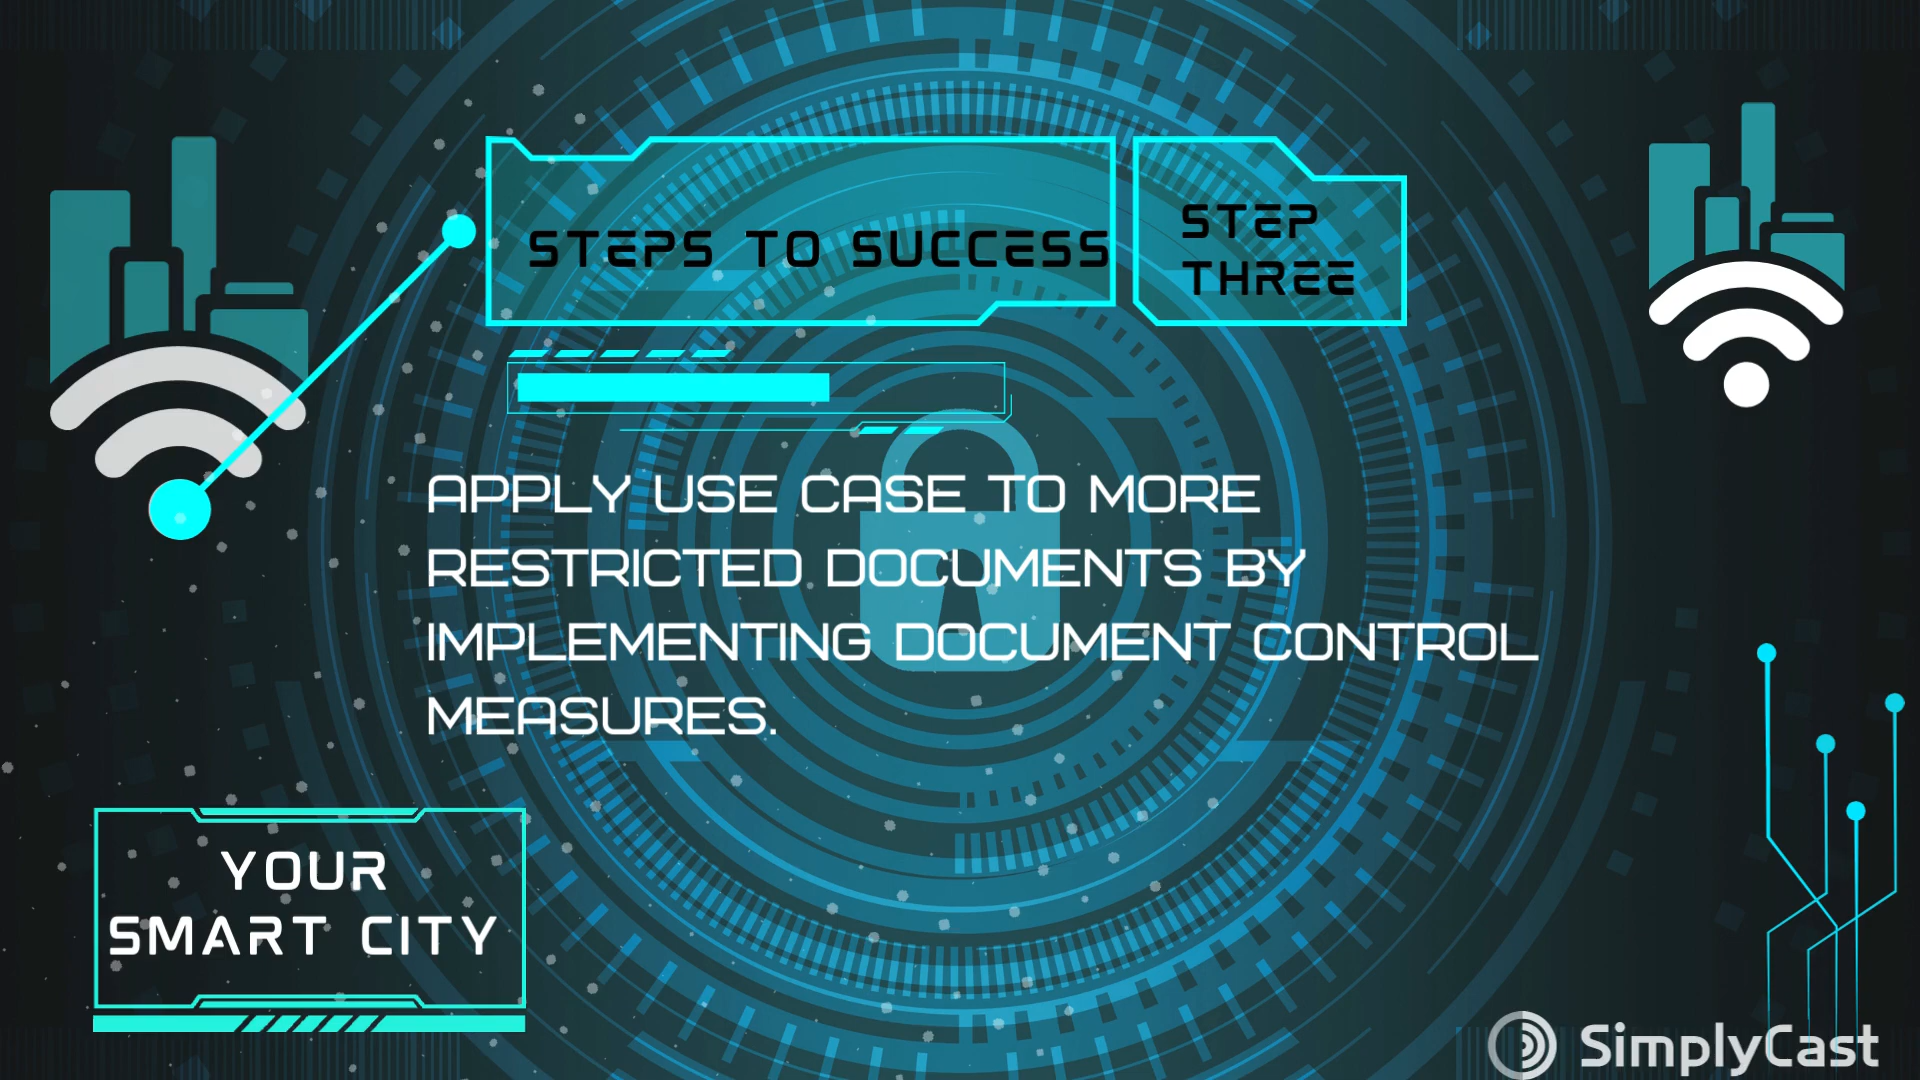 STEPS TO SUCCESS
STEP
THREE
APPLY USE CASE TO MORE
RESTRICTED DOCUMENTS BY
IMPLEMENTING DOCUMENT CONTROL
MEASURES.
YOUR
SMART CITY
SimplyCast